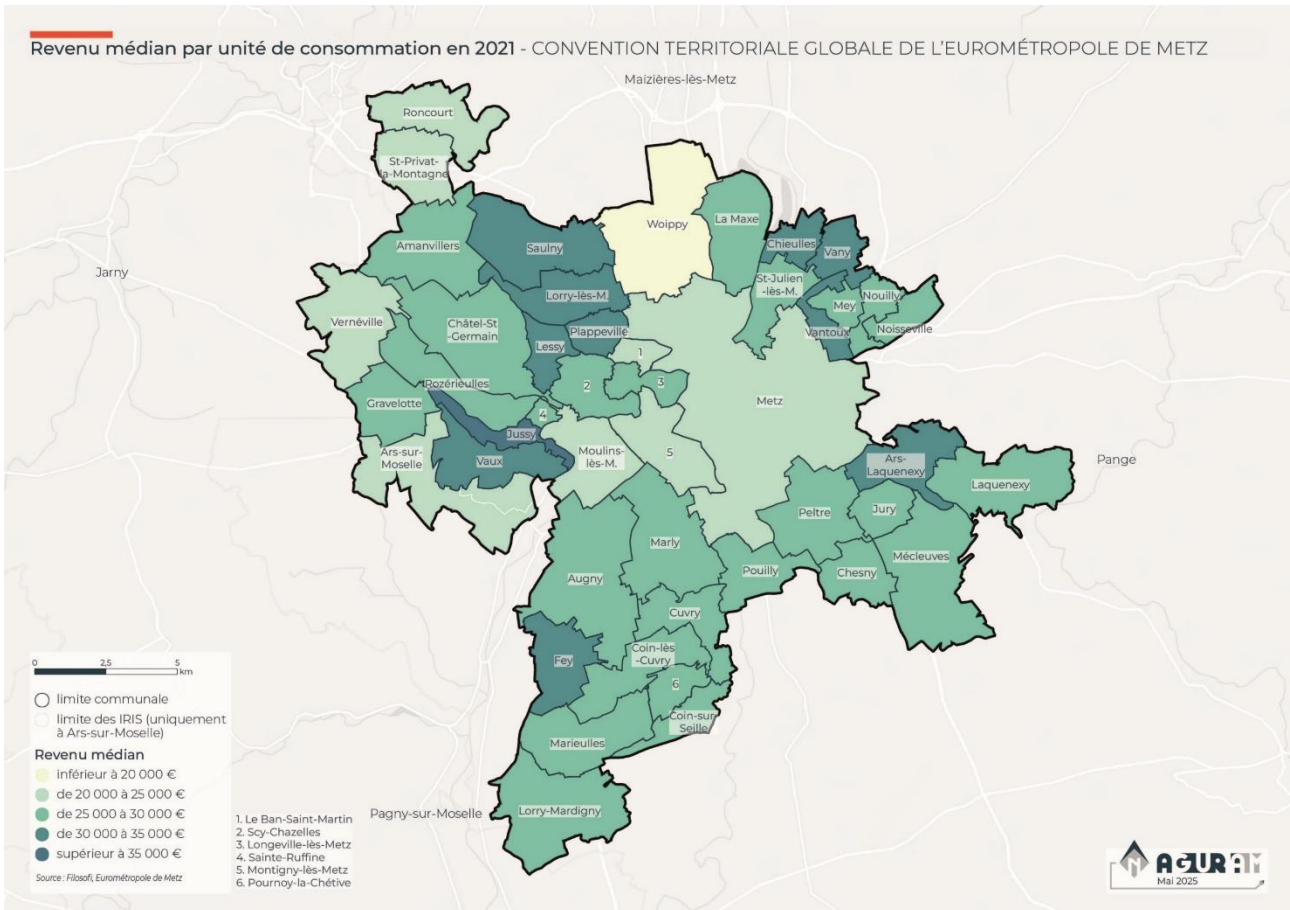 Revenu médian par unité de consommation en 2021 - CONVENTION TERRITORIALE GLOBALE DE L'EUROMÉTROPOLE DE METZ
Maizières-lès-Metz
Roncourt
St-Privat-
la-Montagne
Woippy
La Maxe
Amanvillers
Saulny
Chieulles
Vany
Jarny
St-Julien
-lès-M.
Lorry-lès-M.
Mey
Nouilly
Vernéville
Châtel-St
-Germain
Plappeville
Vantoux
Noisseville
Lessy
1
2
3
Rozérieulles
Gravelotte
Metz
4
Jussy
Ars-sur-
Moselle
Vaux
Moulins-
lès-M.
5
Ars-
Laquenexy
Pange
Laquenexy
Peltre
Jury
Marly
Mécleuves
Augny
Pouilly
Chesny
Cuvry
Fey
Coin-lès
-Cuvry
6
Coin-sur-
Seille
Marieulles
Pagny-sur-Moselle
Lorry-Mardigny
0 2,5 5
km
limite communale
limite des IRIS (uniquement
à Ars-sur-Moselle)
Revenu médian
inférieur à 20 000 €
de 20 000 à 25 000 €
de 25 000 à 30 000 €
de 30 000 à 35 000 €
supérieur à 35 000 €
Source : Filosofi, Eurométropole de Metz
1. Le Ban-Saint-Martin
2. Scy-Chazelles
3. Longeville-lès-Metz
4. Sainte-Ruffine
5. Montigny-lès-Metz
6. Pournoy-la-Chétive
N
AGURAM
Mai 2025